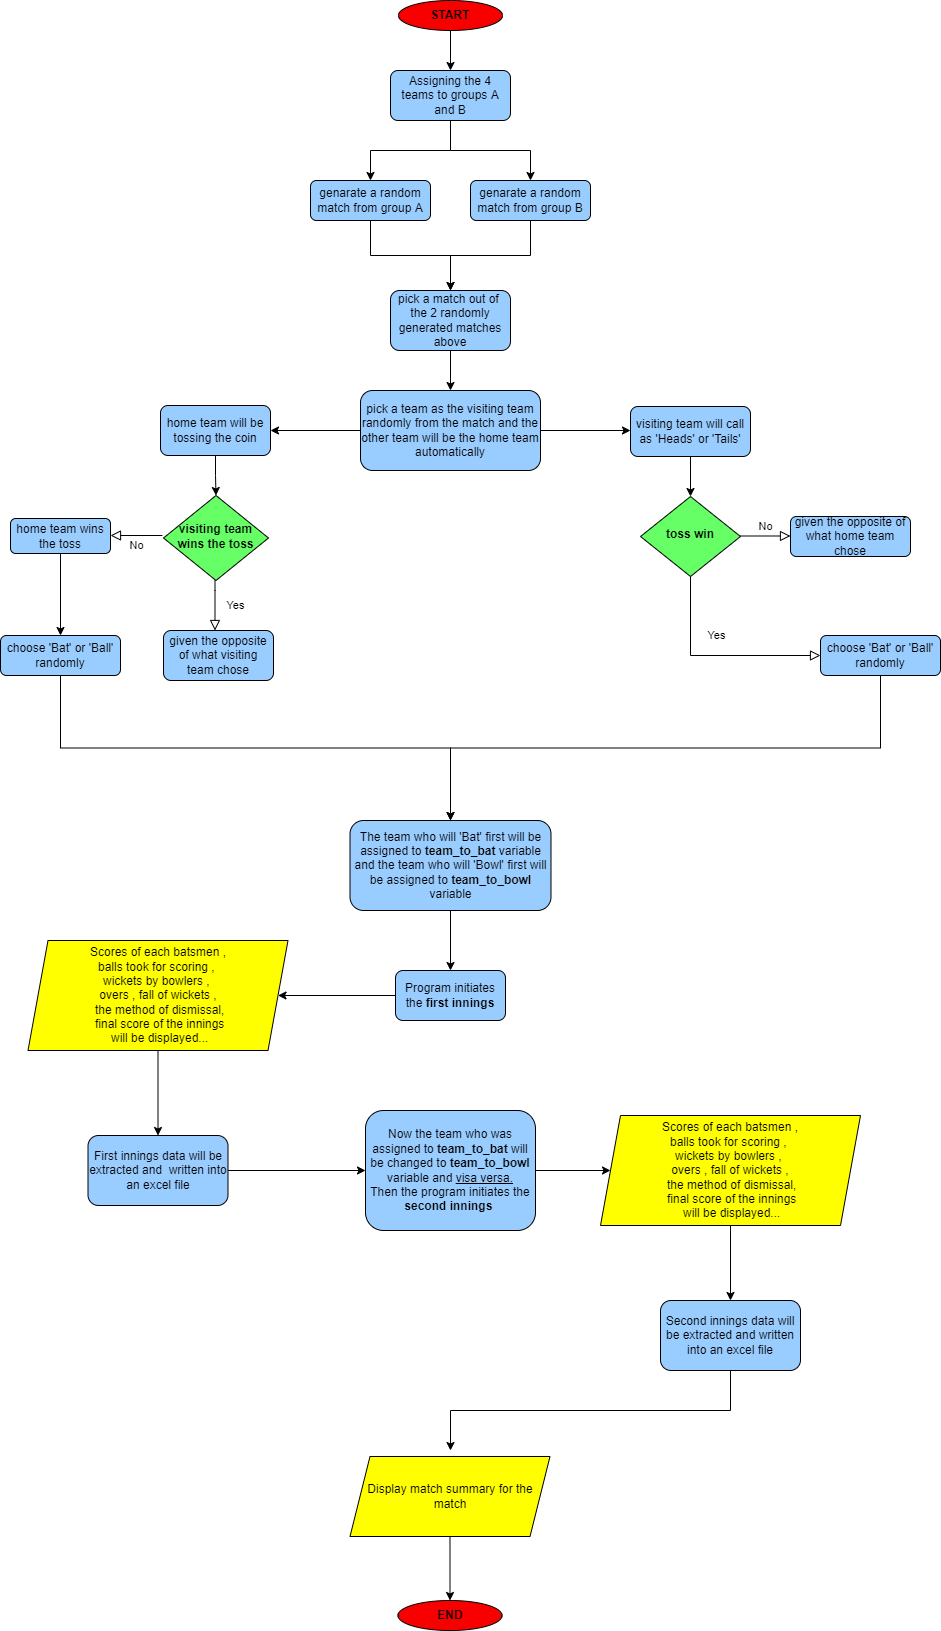 START
Assigning the 4
teams to groups A
and B
genarate a random
match from group A
genarate a random
match from group B
pick a match out of
the 2 randomly
generated matches
above
pick a team as the visiting team
randomly from the match and the
other team will be the home team
automatically
home team will be
tossing the coin
visiting team will call
as 'Heads' or 'Tails'
visiting team
wins the toss
No
home team wins
the toss
Yes
given the opposite
of what visiting
team chose
choose 'Bat' or 'Ball'
randomly
toss win
No
given the opposite of
what home team
chose
Yes
choose 'Bat' or 'Ball'
randomly
The team who will 'Bat' first will be
assigned to team_to_bat variable
and the team who will 'Bowl' first will
be assigned to team_to_bowl
variable
Program initiates
the first innings
Scores of each batsmen ,
balls took for scoring ,
wickets by bowlers ,
overs , fall of wickets ,
the method of dismissal,
final score of the innings
will be displayed...
First innings data will be
extracted and written into
an excel file
Now the team who was
assigned to team_to_bat will
be changed to team_to_bowl
variable and visa versa.
Then the program initiates the
second innings
Scores of each batsmen ,
balls took for scoring ,
wickets by bowlers ,
overs , fall of wickets ,
the method of dismissal,
final score of the innings
will be displayed...
Second innings data will
be extracted and written
into an excel file
Display match summary for the
match
END